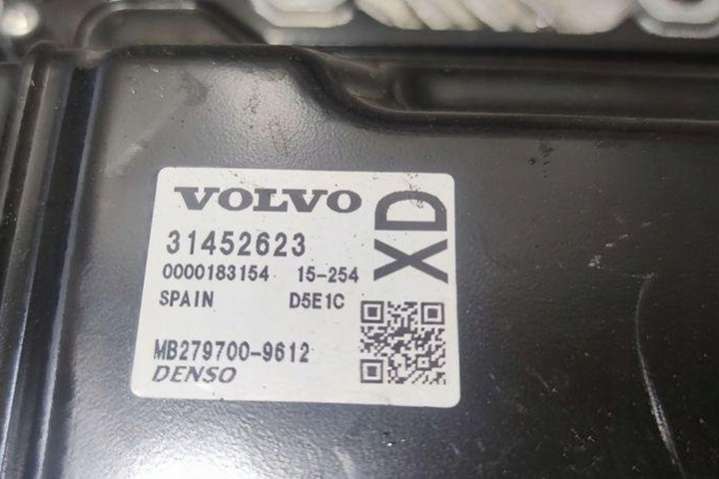 VOLVO
XD
31452623
0000183154 15-254
SPAIN D5E1C
MB279700-9612
DENSO